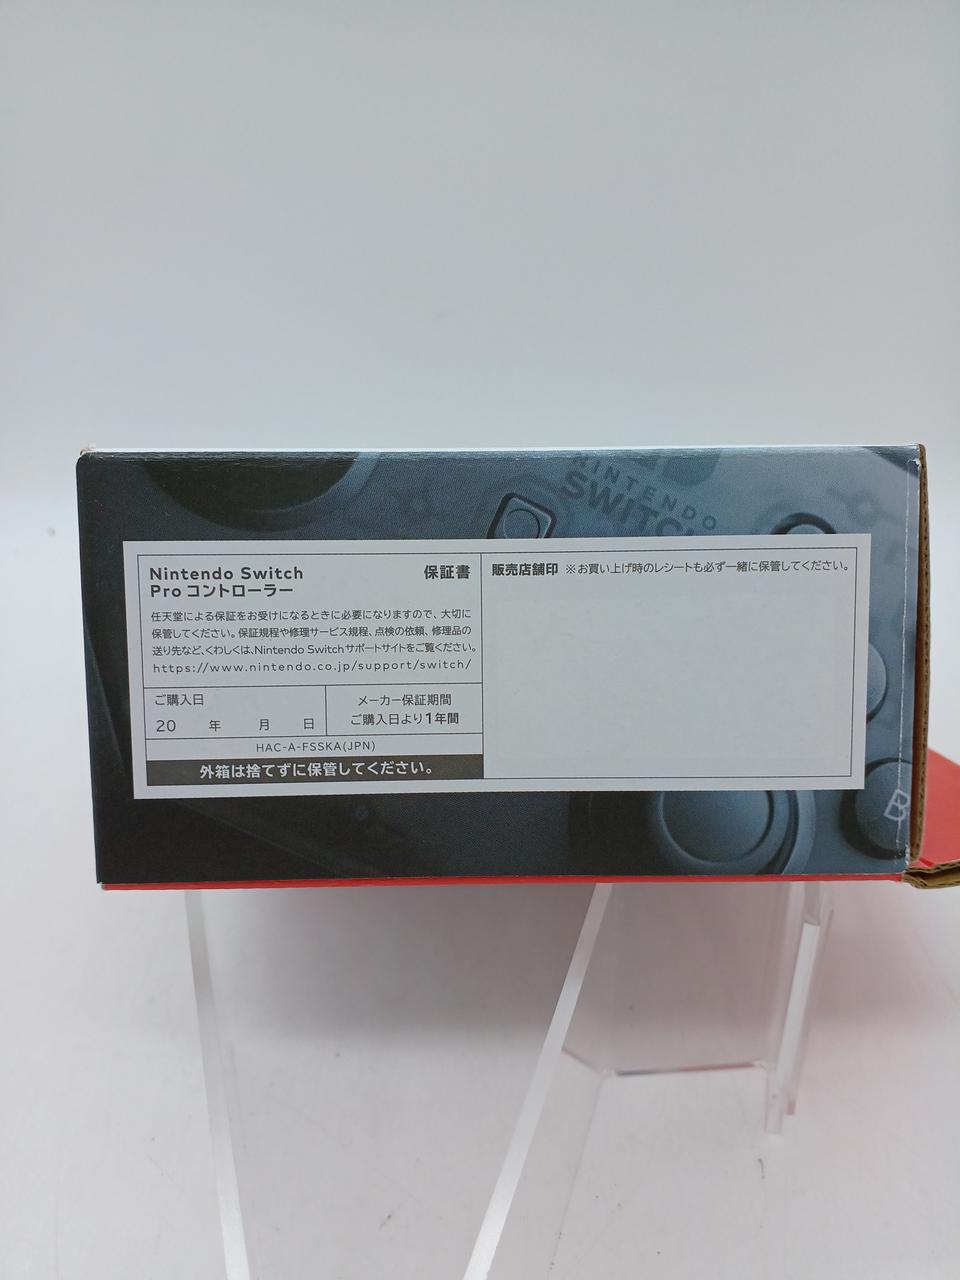 NINTENDO
SWITCH
Nintendo Switch
Pro コントローラー
保証書
任天堂による保証をお受けになるときに必要になりますので、大切に
保管してください。保証規程や修理サービス規程、点検の依頼、修理品の
送り先など、くわしくは、Nintendo Switchサポートサイトをご覧ください。
https://www.nintendo.co.jp/support/switch/
ご購入日
20 年 月 日
メーカー保証期間
ご購入日より1年間
HAC-A-FSSKA(JPN)
外箱は捨てずに保管してください。
販売店舗印 ※お買い上げ時のレシートも必ず一緒に保管してください。
B